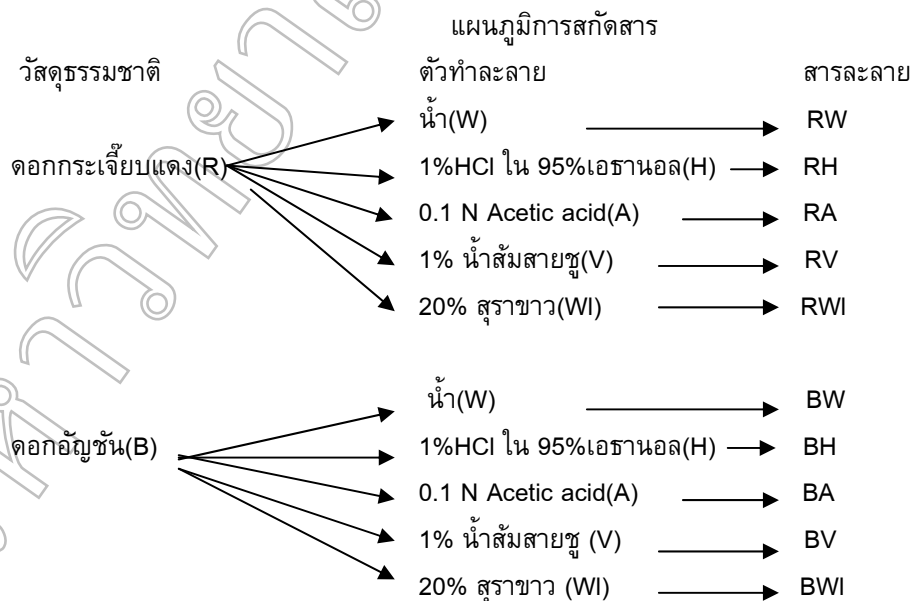 แผนภูมิการสกัดสาร
วัสดุธรรมชาติ ตัวทำละลาย สารละลาย
น้ำ(W) RW
ดอกกระเจี๊ยบแดง(R) 1%HCl ใน 95%เอธานอล(H) RH
0.1 N Acetic acid(A) RA
1% น้ำส้มสายชู(V) RV
20% สุราขาว(WI) RWI
น้ำ(W) BW
ดอกอัญชัน(B) 1%HCl ใน 95%เอธานอล(H) BH
0.1 N Acetic acid(A) BA
1% น้ำส้มสายชู (V) BV
20% สุราขาว (WI) BWI